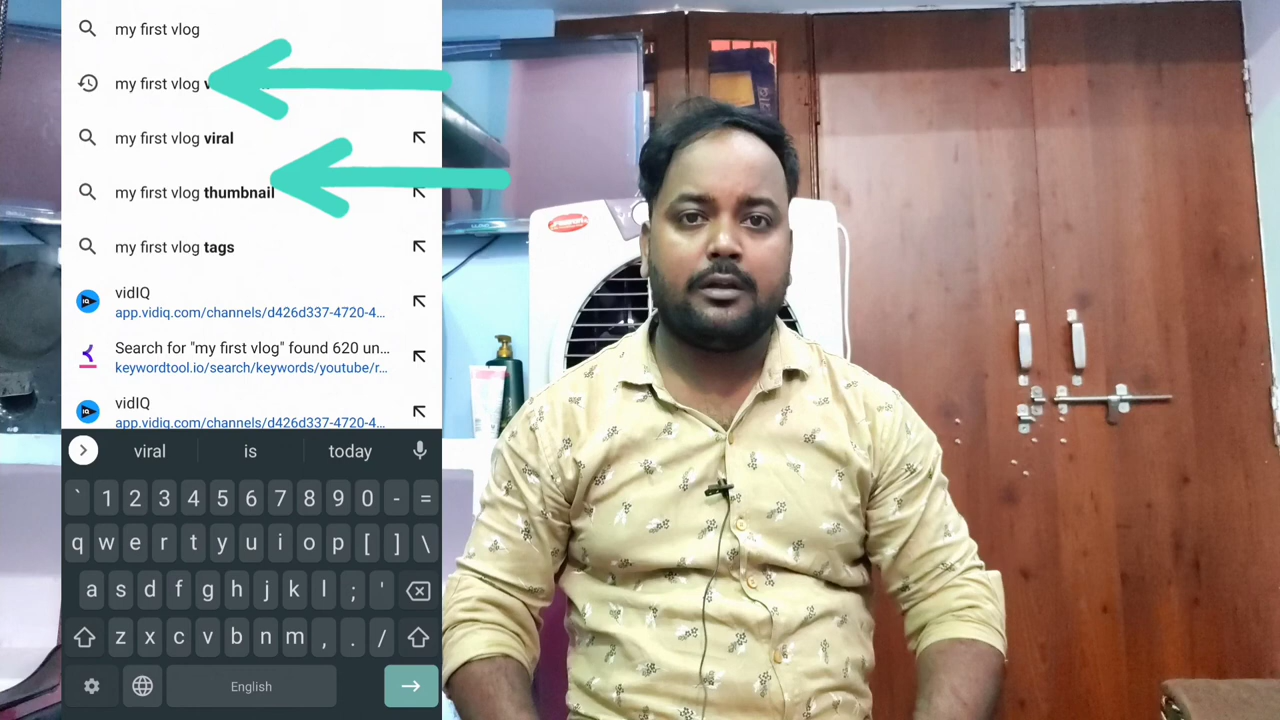 my first vlog
my first vlog
my first vlog viral
my first vlog thumbnail
my first vlog tags
vidIQ
app.vidiq.com/channels/d426d337-4720-4...
Search for "my first vlog" found 620 un...
keywordtool.io/search/keywords/youtube/r...
vidIQ
app.vidiq.com/channels/d426d337-4720-4...
viral is today
` 1 2 3 4 5 6 7 8 9 0 - =
q w e r t y u i o p [ ] \
a s d f g h j k l ; '
z x c v b n m , . /
English